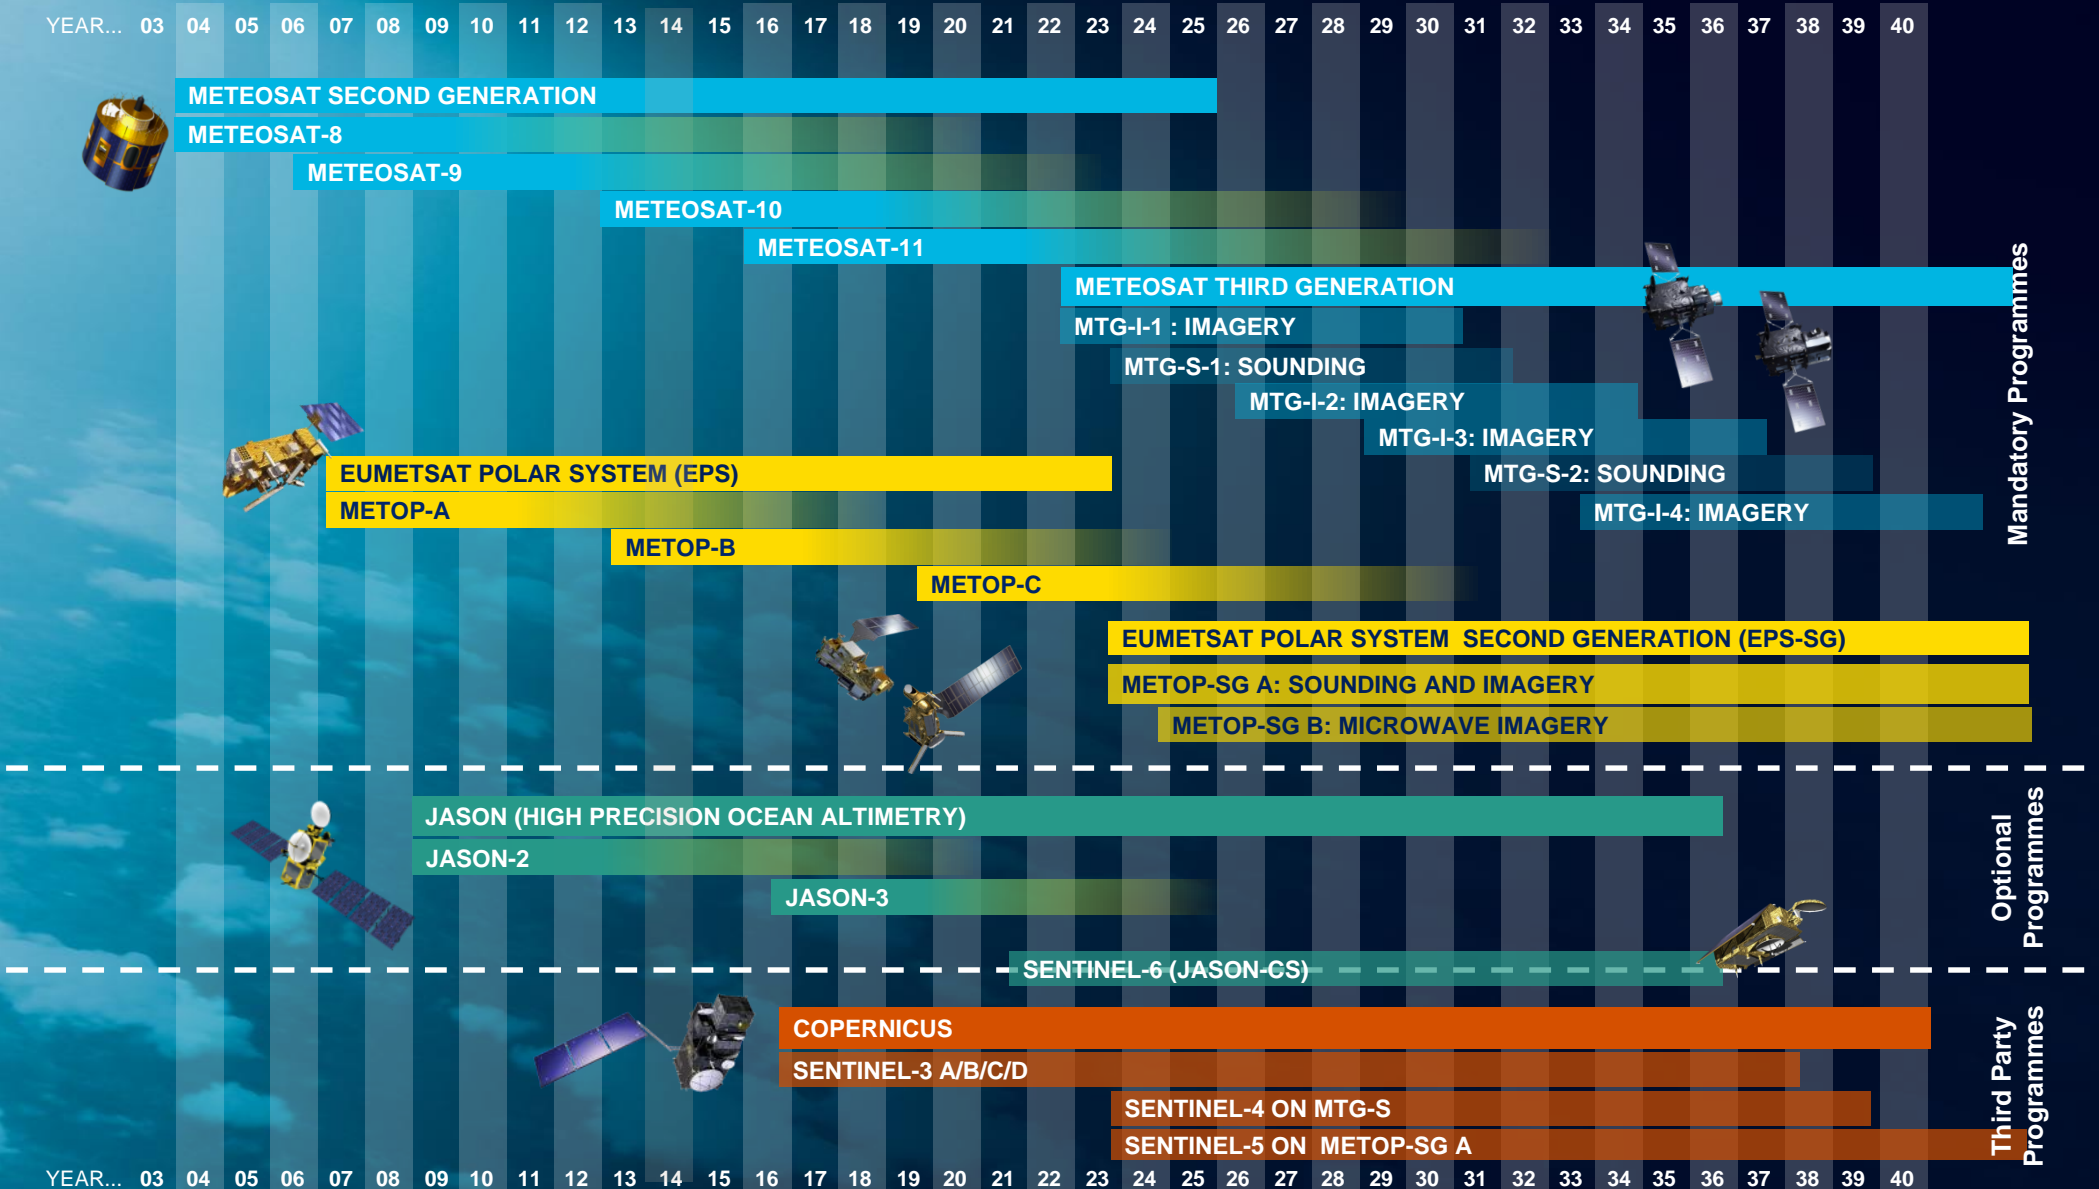 YEAR... 03 04 05 06 07 08 09 10 11 12 13 14 15 16 17 18 19 20 21 22 23 24 25 26 27 28 29 30 31 32 33 34 35 36 37 38 39 40
METEOSAT SECOND GENERATION
METEOSAT-8
METEOSAT-9
METEOSAT-10
METEOSAT-11
METEOSAT THIRD GENERATION
MTG-I-1 : IMAGERY
MTG-S-1: SOUNDING
MTG-I-2: IMAGERY
MTG-I-3: IMAGERY
EUMETSAT POLAR SYSTEM (EPS)
MTG-S-2: SOUNDING
METOP-A
MTG-I-4: IMAGERY
METOP-B
METOP-C
EUMETSAT POLAR SYSTEM SECOND GENERATION (EPS-SG)
METOP-SG A: SOUNDING AND IMAGERY
METOP-SG B: MICROWAVE IMAGERY
Mandatory Programmes
JASON (HIGH PRECISION OCEAN ALTIMETRY)
JASON-2
JASON-3
SENTINEL-6 (JASON-CS)
Optional
Programmes
COPERNICUS
SENTINEL-3 A/B/C/D
SENTINEL-4 ON MTG-S
SENTINEL-5 ON METOP-SG A
Third Party
Programmes
YEAR... 03 04 05 06 07 08 09 10 11 12 13 14 15 16 17 18 19 20 21 22 23 24 25 26 27 28 29 30 31 32 33 34 35 36 37 38 39 40